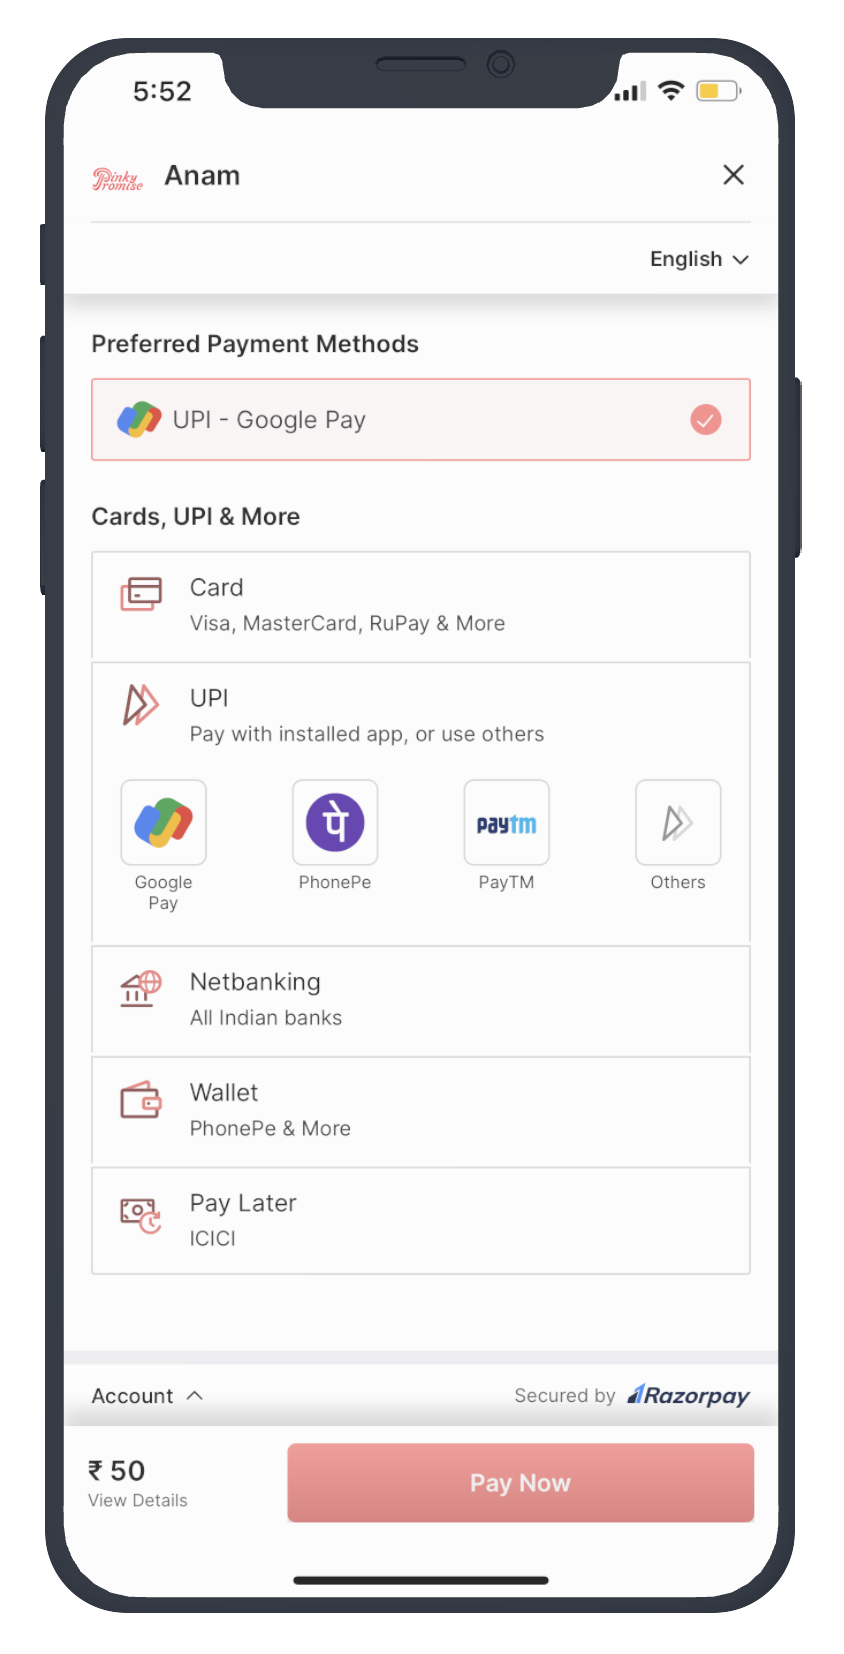 5:52
Pinky
Promise
Anam
English
Preferred Payment Methods
UPI - Google Pay
Cards, UPI & More
Card
Visa, MasterCard, RuPay & More
UPI
Pay with installed app, or use others
पे
paytm
Google
Pay
PhonePe
PayTM
Others
Netbanking
All Indian banks
Wallet
PhonePe & More
Pay Later
ICICI
Account
Secured by Razorpay
₹ 50
View Details
Pay Now